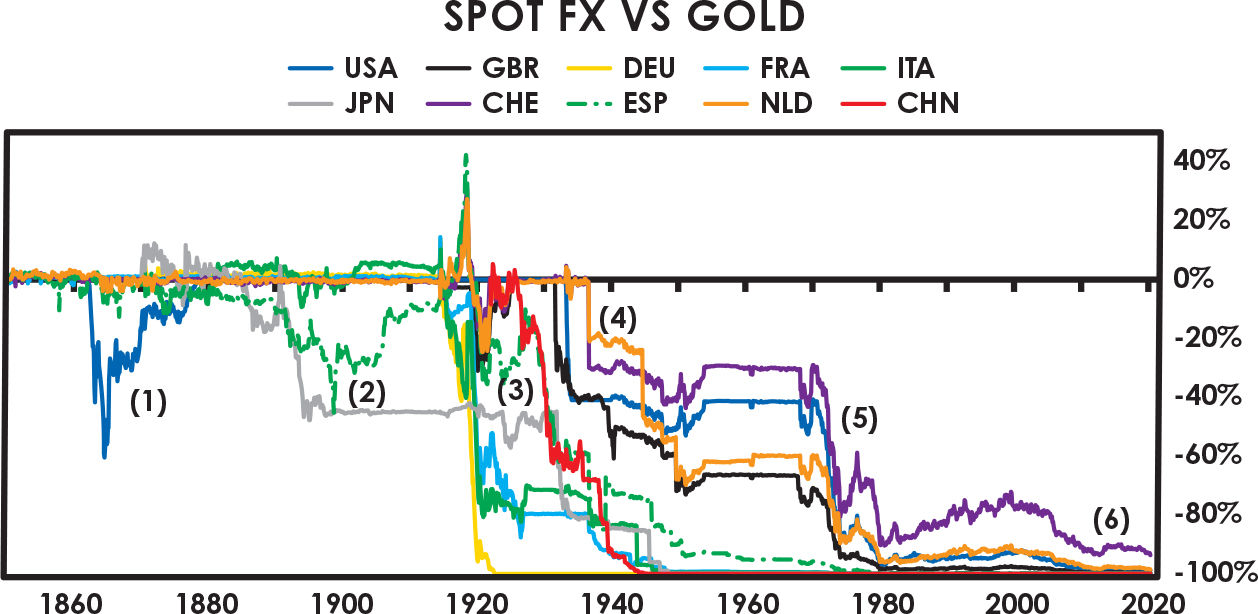 SPOT FX VS GOLD
USA GBR DEU FRA ITA
JPN CHE ESP NLD CHN
40%
20%
0%
-20%
(4)
-40%
(1) (2) (3)
(5)
-60%
-80%
(6)
-100%
1860 1880 1900 1920 1940 1960 1980 2000 2020